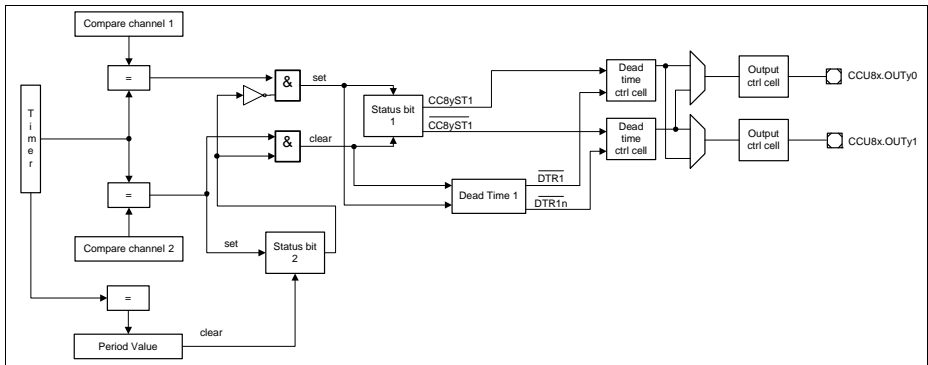 Compare channel 1
=
&
set
Timer
Status bit
1
CC8yST1
CC8yST1
Dead
time
ctrl cell
Output
ctrl cell
CCU8x.OUTy0
&
clear
Dead
time
ctrl cell
Output
ctrl cell
CCU8x.OUTy1
=
Dead Time 1
DTR1
DTR1n
Compare channel 2
set
Status bit
2
=
clear
Period Value